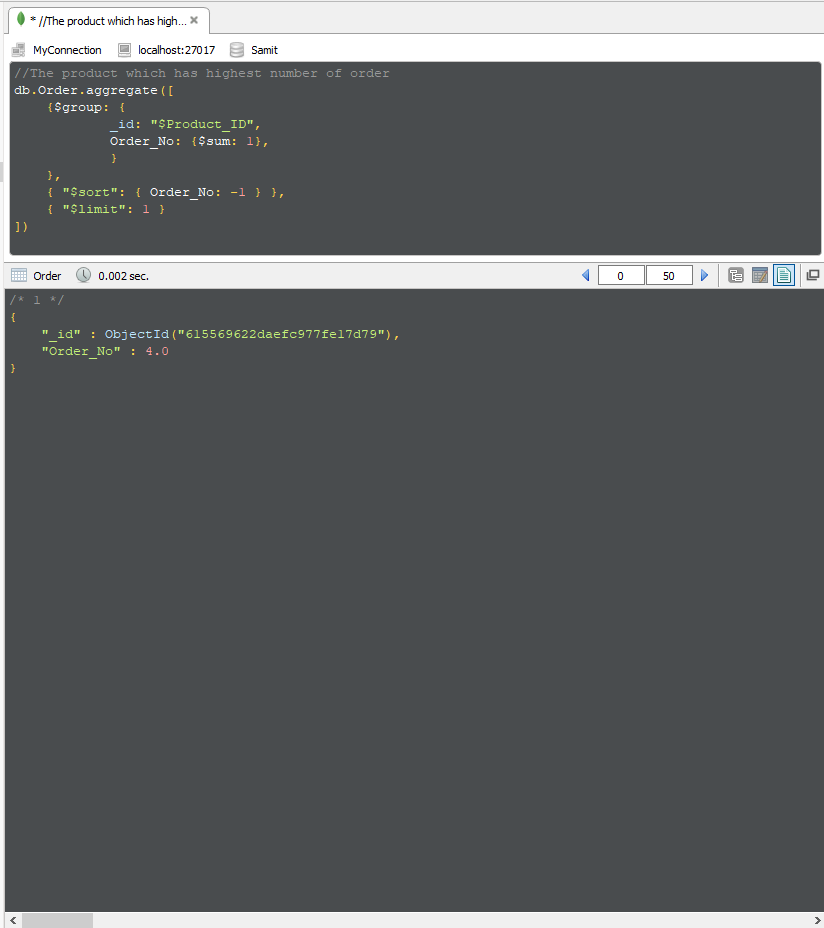 * //The product which has high...
MyConnection localhost:27017 Samit
//The product which has highest number of order
db.Order.aggregate([
    {$group: {
            _id: "$Product_ID",
            Order_No: {$sum: 1},
            }
    },
    { "$sort": { Order_No: -1 } },
    { "$limit": 1 }
])
Order 0.002 sec. 0 50
/* 1 */
{
    "_id" : ObjectId("615569622daefc977fe17d79"),
    "Order_No" : 4.0
}